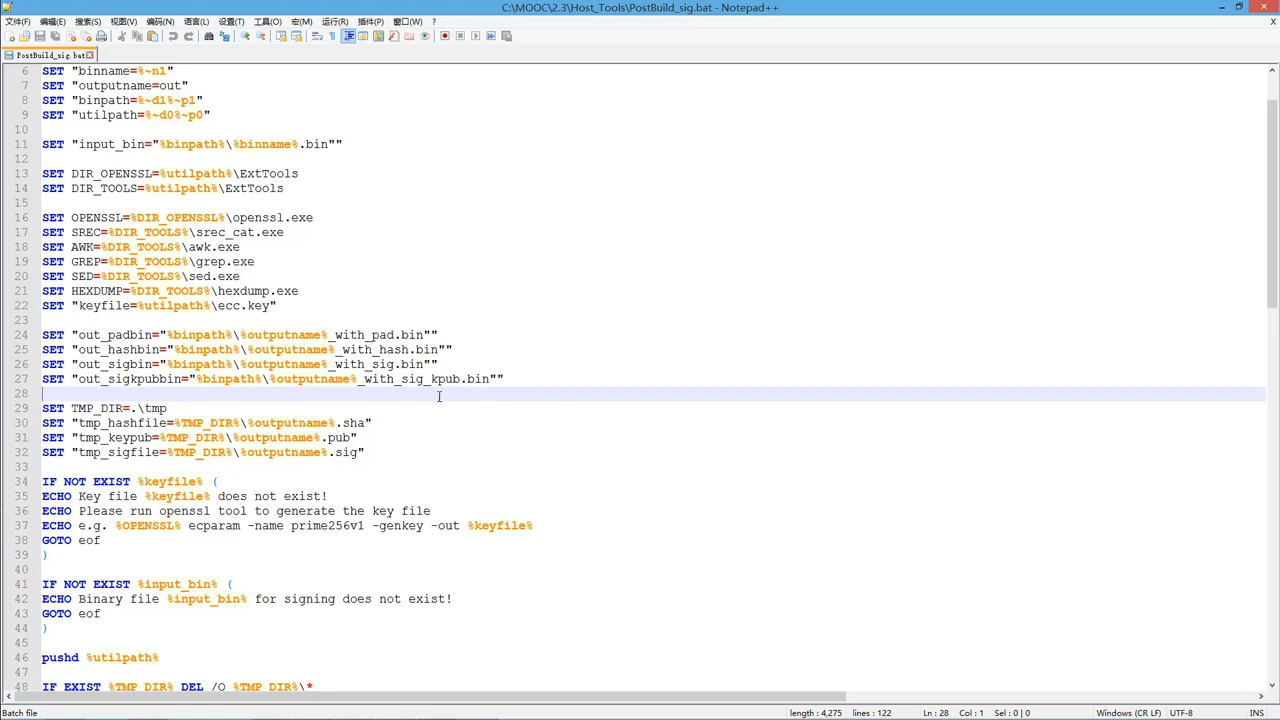 C:\MOOC\2.3\Host_Tools\PostBuild_sig.bat - Notepad++
文件(F) 编辑(E) 搜索(S) 视图(V) 编码(N) 语言(L) 设置(T) 工具(O) 宏(M) 运行(R) 插件(P) 窗口(W) ?
X
PostBuild_sig.bat
6 SET "binname=%~n1"
7 SET "outputname=out"
8 SET "binpath=%~d1%~p1"
9 SET "utilpath=%~d0%~p0"
10
11 SET "input_bin="%binpath%\%binname%.bin""
12
13 SET DIR_OPENSSL=%utilpath%\ExtTools
14 SET DIR_TOOLS=%utilpath%\ExtTools
15
16 SET OPENSSL=%DIR_OPENSSL%\openssl.exe
17 SET SREC=%DIR_TOOLS%\srec_cat.exe
18 SET AWK=%DIR_TOOLS%\awk.exe
19 SET GREP=%DIR_TOOLS%\grep.exe
20 SET SED=%DIR_TOOLS%\sed.exe
21 SET HEXDUMP=%DIR_TOOLS%\hexdump.exe
22 SET "keyfile=%utilpath%\ecc.key"
23
24 SET "out_padbin="%binpath%\%outputname%_with_pad.bin""
25 SET "out_hashbin="%binpath%\%outputname%_with_hash.bin""
26 SET "out_sigbin="%binpath%\%outputname%_with_sig.bin""
27 SET "out_sigkpubbin="%binpath%\%outputname%_with_sig_kpub.bin""
28
29 SET TMP_DIR=.\tmp
30 SET "tmp_hashfile=%TMP_DIR%\%outputname%.sha"
31 SET "tmp_keypub=%TMP_DIR%\%outputname%.pub"
32 SET "tmp_sigfile=%TMP_DIR%\%outputname%.sig"
33
34 IF NOT EXIST %keyfile% (
35 ECHO Key file %keyfile% does not exist!
36 ECHO Please run openssl tool to generate the key file
37 ECHO e.g. %OPENSSL% ecparam -name prime256v1 -genkey -out %keyfile%
38 GOTO eof
39 )
40
41 IF NOT EXIST %input_bin% (
42 ECHO Binary file %input_bin% for signing does not exist!
43 GOTO eof
44 )
45
46 pushd %utilpath%
47
48 IF EXIST %TMP_DIR% DEL /Q %TMP_DIR%\*
Batch file length : 4,275 lines : 122 Ln : 28 Col : 1 Sel : 0 | 0 Windows (CR LF) UTF-8 INS